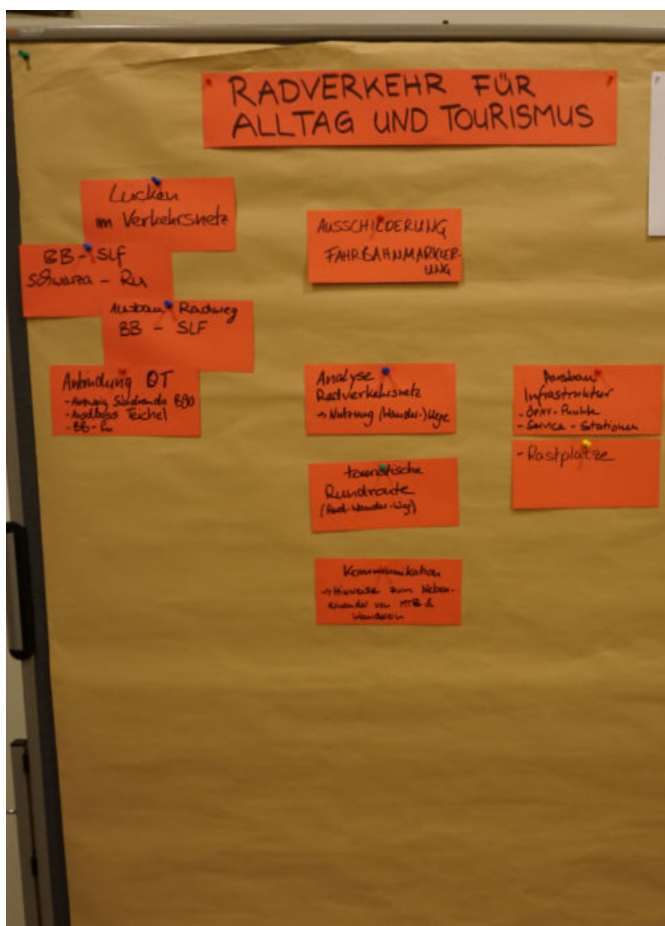 RADVERKEHR FÜR
ALLTAG UND TOURISMUS
Lücken
im Verkehrsnetz
BB - SLF
Schwarza - Ru
Ausbau Radweg
BB - SLF
Anbindung OT
- Teichel
- BB - Ru
AUSSCHILDERUNG
FAHRBAHNMARKIER-
UNG
Analyse
Radverkehrsnetz
→ Nutzung (Wander-)Wege
touristische
Rundroute
(Rad-Wander-Weg)
Kommunikation
→ Hinweise zum Neben-
einander von MTB &
Wanderern
Ausbau
Infrastruktur
- Punkte
- Service - Stationen
- Rastplätze